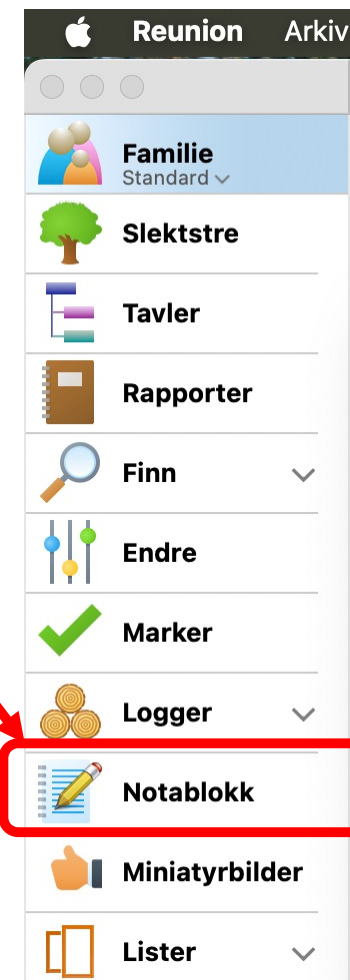 Reunion Arkiv
Familie
Standard
Slektstre
Tavler
Rapporter
Finn
Endre
Marker
Logger
Notablokk
Miniatyrbilder
Lister